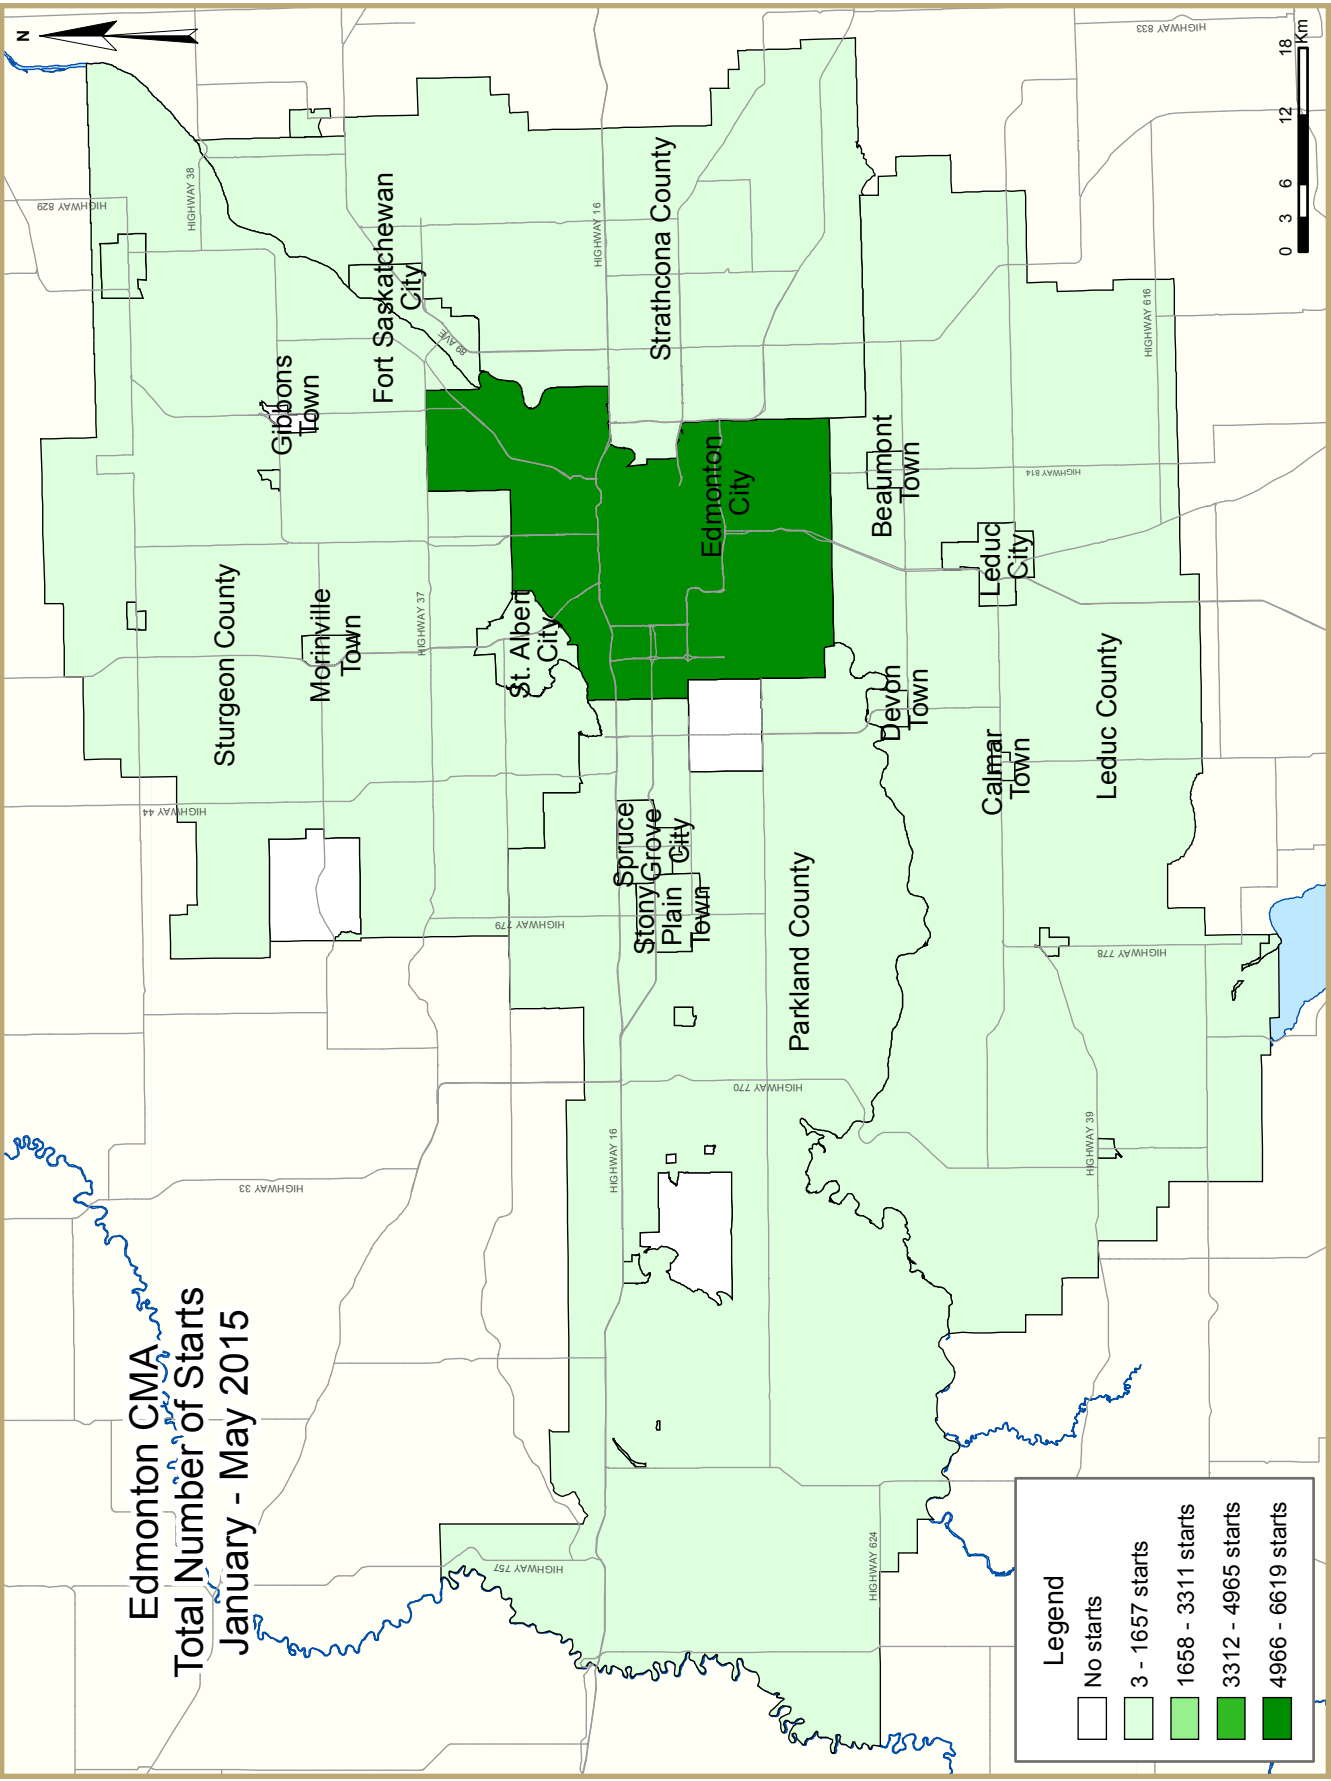 Edmonton CMA
Total Number of Starts
January - May 2015
N
HIGHWAY 829
HIGHWAY 38
HIGHWAY 833
HIGHWAY 44
HIGHWAY 37
HIGHWAY 16
HIGHWAY 33
HIGHWAY 779
HIGHWAY 757
HIGHWAY 16
HIGHWAY 770
HIGHWAY 624
HIGHWAY 39
HIGHWAY 778
HIGHWAY 814
HIGHWAY 616
89 AVE
Sturgeon County
Gibbons
Town
Morinville
Town
Fort Saskatchewan
City
St. Albert
City
Strathcona County
Edmonton
City
Spruce
Grove
City
Stony
Plain
Town
Parkland County
Beaumont
Town
Devon
Town
Leduc
City
Calmar
Town
Leduc County
Legend
No starts
3 - 1657 starts
1658 - 3311 starts
3312 - 4965 starts
4966 - 6619 starts
0 3 6 12 18
Km